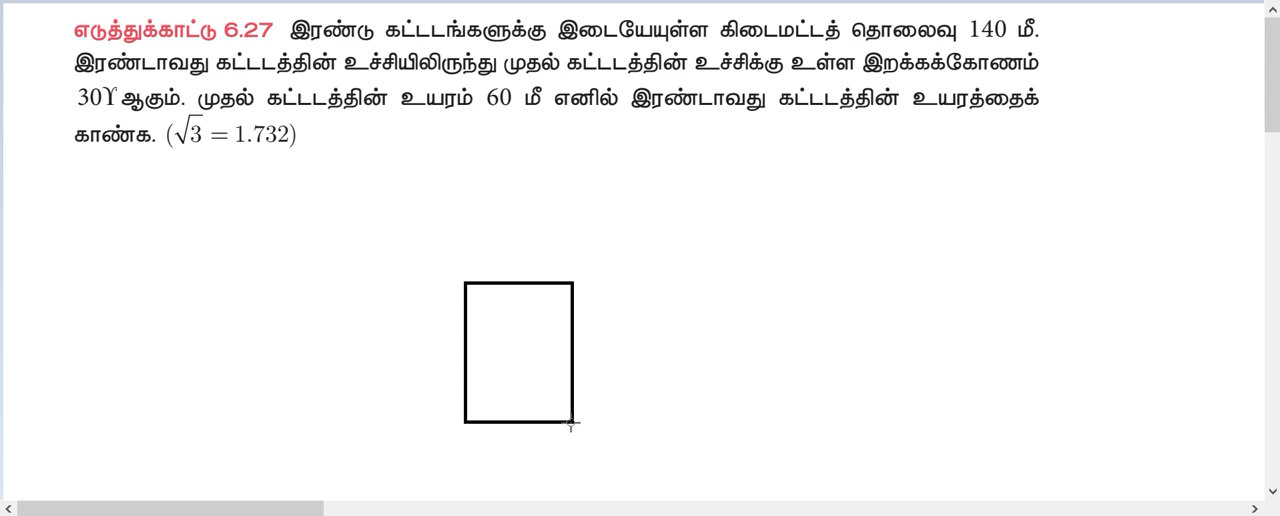 எடுத்துக்காட்டு 6.27 இரண்டு கட்டடங்களுக்கு இடையேயுள்ள கிடைமட்டத் தொலைவு 140 மீ.
இரண்டாவது கட்டடத்தின் உச்சியிலிருந்து முதல் கட்டடத்தின் உச்சிக்கு உள்ள இறக்கக்கோணம்
30ϒ ஆகும். முதல் கட்டடத்தின் உயரம் 60 மீ எனில் இரண்டாவது கட்டடத்தின் உயரத்தைக்
காண்க. (√3 = 1.732)